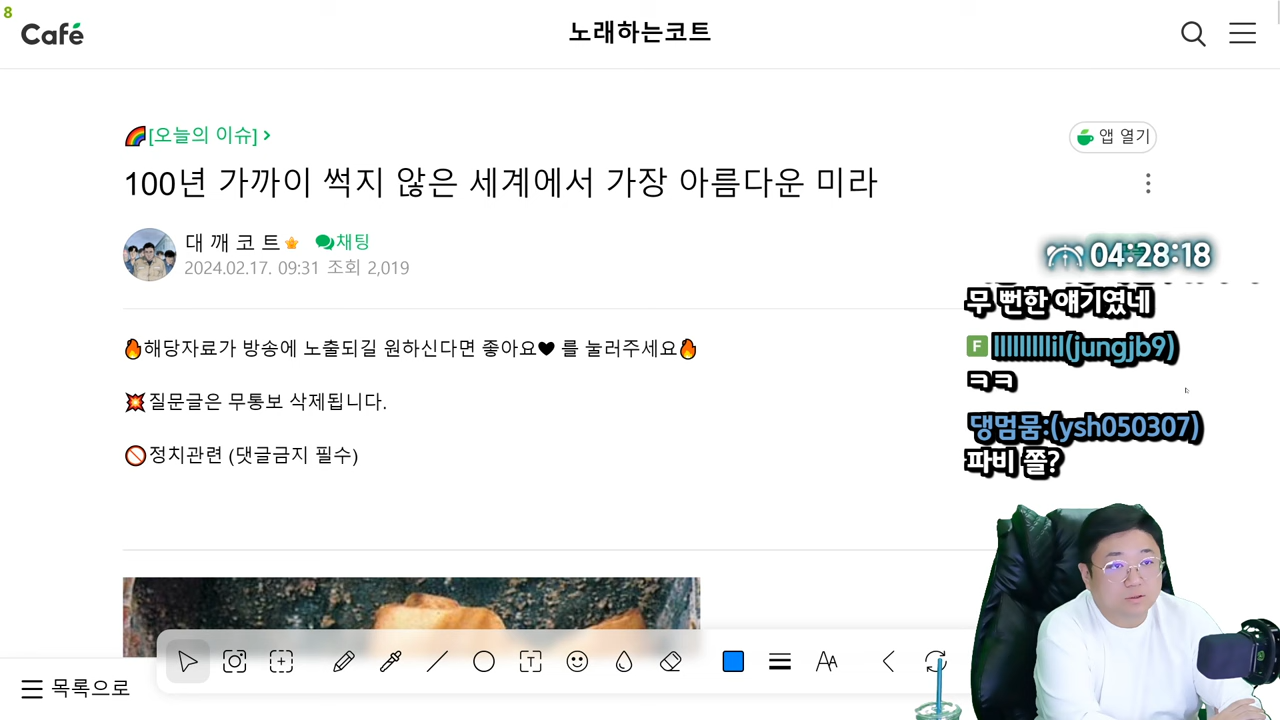 8
Café
노래하는코트
🌈[오늘의 이슈] >
앱 열기
100년 가까이 썩지 않은 세계에서 가장 아름다운 미라
대 깨 코 트
채팅
2024.02.17. 09:31 조회 2,019
04:28:18
무 뻔한 얘기였네
🔥해당자료가 방송에 노출되길 원하신다면 좋아요🖤 를 눌러주세요🔥
F llllllllllil(jungjb9)
ㅋㅋ
💥질문글은 무통보 삭제됩니다.
댕멈뭄:(ysh050307)
🚫정치관련 (댓글금지 필수)
파비 쫄?
T
AA
목록으로